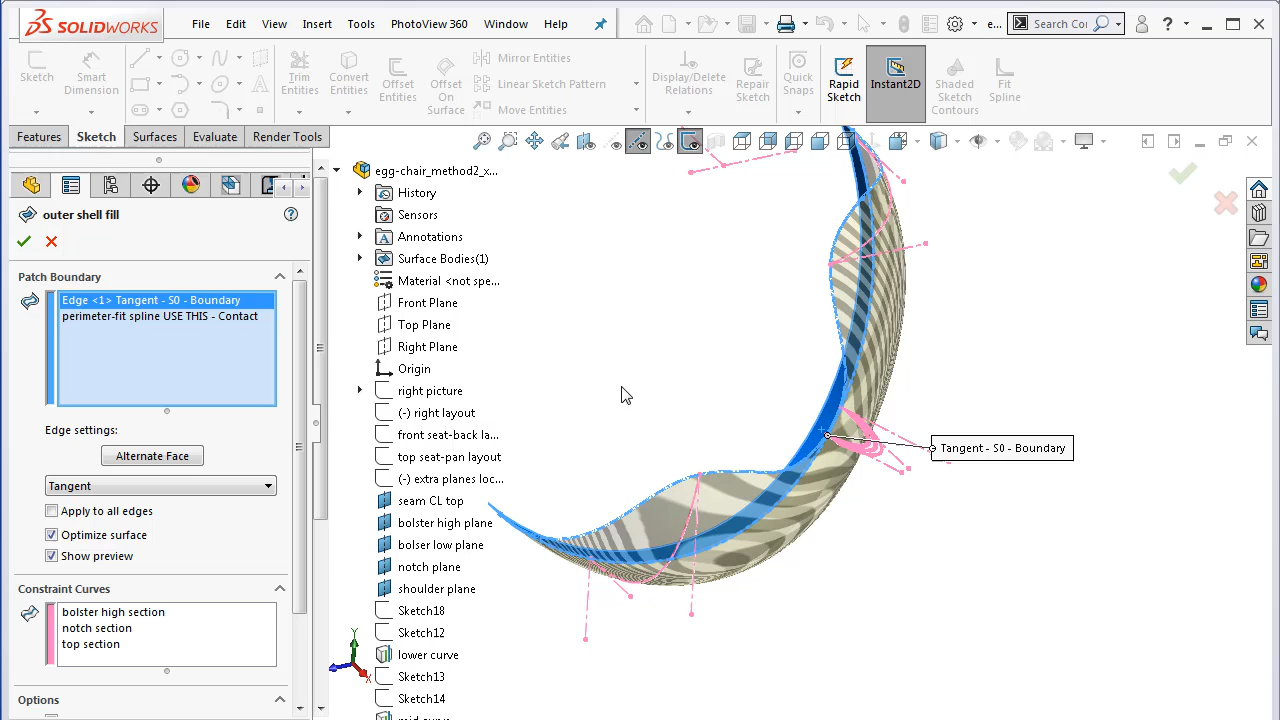 SOLIDWORKS File Edit View Insert Tools PhotoView 360 Window Help e... Search Cor ?
Sketch Smart Dimension Trim Entities Convert Entities Offset Entities Offset On Surface Mirror Entities Linear Sketch Pattern Move Entities Display/Delete Relations Repair Sketch Quick Snaps Rapid Sketch Instant2D Shaded Sketch Contours Fit Spline
Features Sketch Surfaces Evaluate Render Tools
outer shell fill
Patch Boundary
Edge <1> Tangent - S0 - Boundary
perimeter-fit spline USE THIS - Contact
Edge settings:
Alternate Face
Tangent
Apply to all edges
Optimize surface
Show preview
Constraint Curves
bolster high section
notch section
top section
Options
egg-chair_method2_x...
History
Sensors
Annotations
Surface Bodies(1)
Material <not spe...
Front Plane
Top Plane
Right Plane
Origin
right picture
(-) right layout
front seat-back la...
top seat-pan layout
(-) extra planes loc...
seam CL top
bolster high plane
bolser low plane
notch plane
shoulder plane
Sketch18
Sketch12
lower curve
Sketch13
Sketch14
Tangent - S0 - Boundary
Y
X